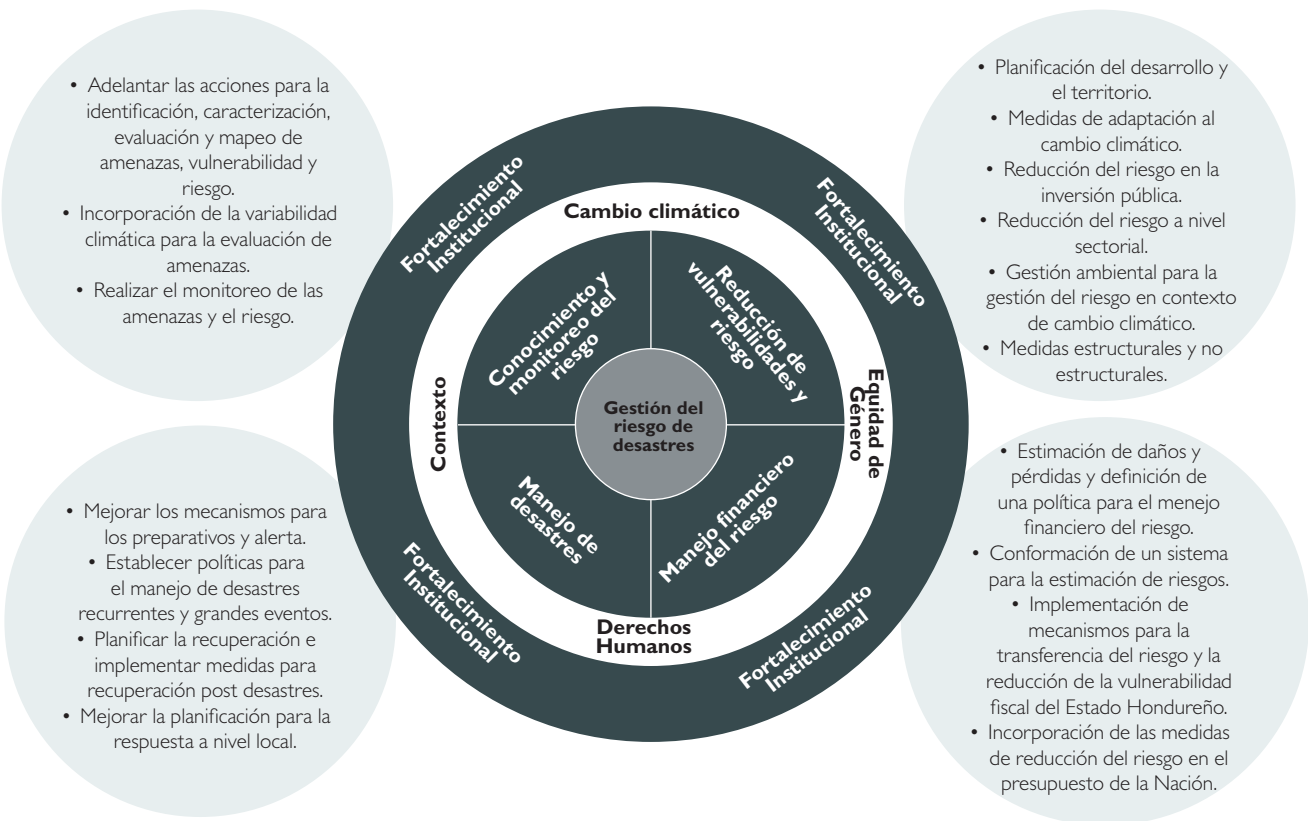 • Adelantar las acciones para la
identificación, caracterización,
evaluación y mapeo de
amenazas, vulnerabilidad y
riesgo.
• Incorporación de la variabilidad
climática para la evaluación de
amenazas.
• Realizar el monitoreo de las
amenazas y el riesgo.
• Planificación del desarrollo y
el territorio.
• Medidas de adaptación al
cambio climático.
• Reducción del riesgo en la
inversión pública.
• Reducción del riesgo a nivel
sectorial.
• Gestión ambiental para la
gestión del riesgo en contexto
de cambio climático.
• Medidas estructurales y no
estructurales.
Fortalecimiento
Institucional
Fortalecimiento
Institucional
Cambio climático
Conocimiento y
monitoreo del
riesgo
Reducción de
vulnerabilidades y
riesgo
Contexto
Gestión del
riesgo de
desastres
Equidad de
Género
Manejo de
desastres
Manejo financiero
del riesgo
Derechos
Humanos
Fortalecimiento
Institucional
Fortalecimiento
Institucional
• Mejorar los mecanismos para
los preparativos y alerta.
• Establecer políticas para
el manejo de desastres
recurrentes y grandes eventos.
• Planificar la recuperación e
implementar medidas para
recuperación post desastres.
• Mejorar la planificación para la
respuesta a nivel local.
• Estimación de daños y
pérdidas y definición de
una política para el menejo
financiero del riesgo.
• Conformación de un sistema
para la estimación de riesgos.
• Implementación de
mecanismos para la
transferencia del riesgo y la
reducción de la vulnerabilidad
fiscal del Estado Hondureño.
• Incorporación de las medidas
de reducción del riesgo en el
presupuesto de la Nación.